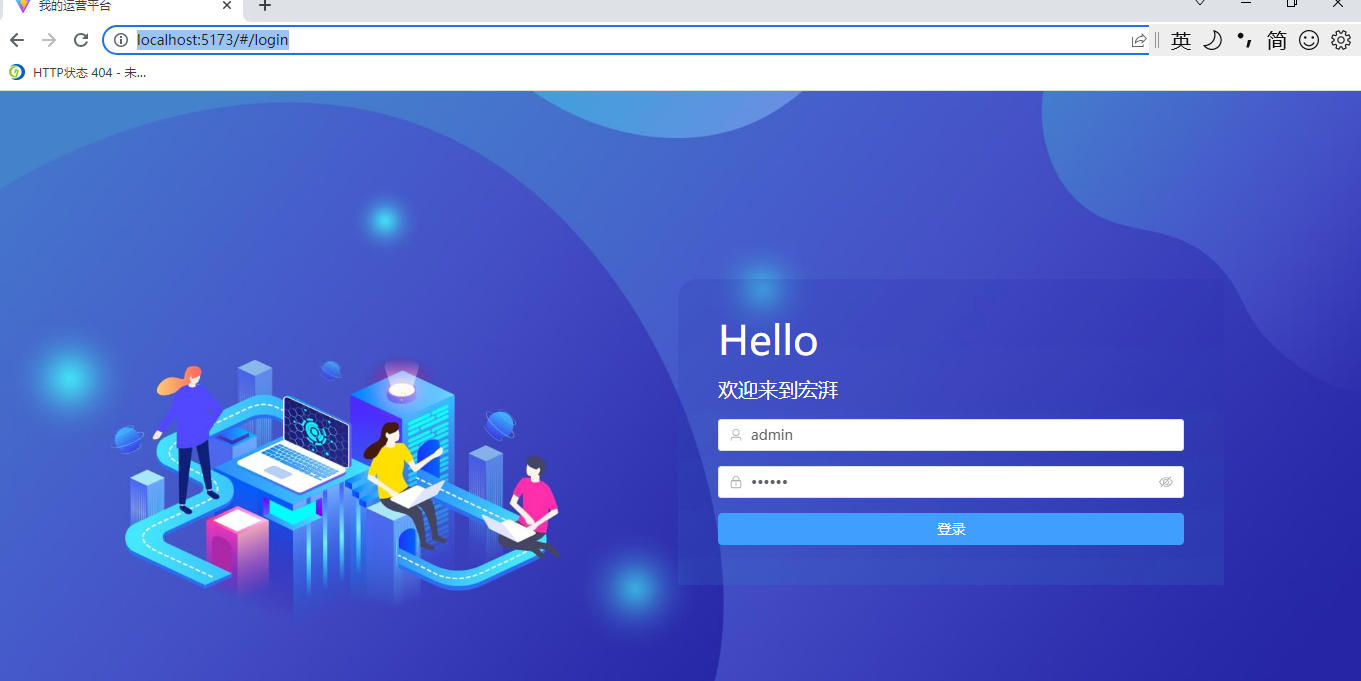 我的运营平台
localhost:5173/#/login
英 简
HTTP状态 404 - 未...
Hello
欢迎来到宏湃
admin
••••••
登录